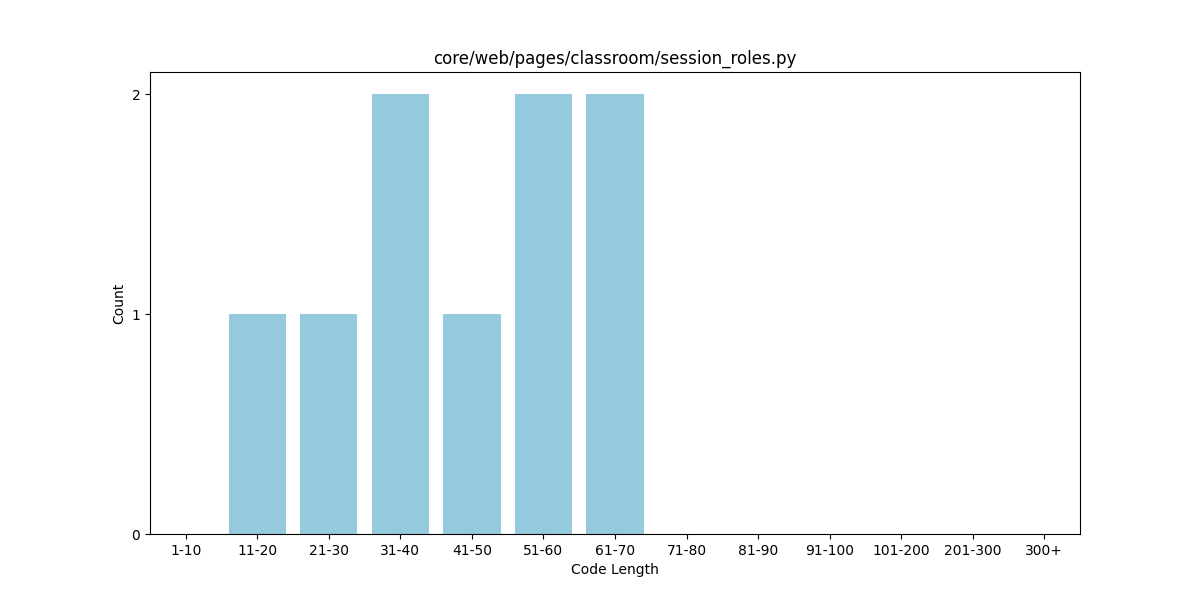 core/web/pages/classroom/session_roles.py
2
1
0
Count
1-10 11-20 21-30 31-40 41-50 51-60 61-70 71-80 81-90 91-100 101-200 201-300 300+
Code Length